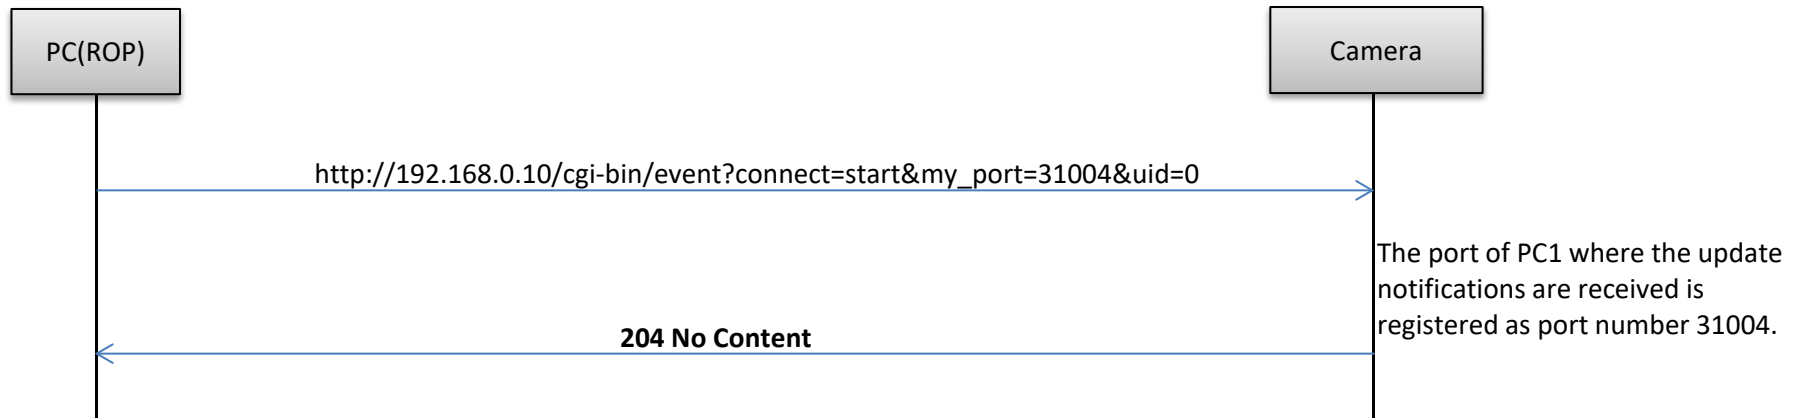 PC(ROP)
Camera
http://192.168.0.10/cgi-bin/event?connect=start&my_port=31004&uid=0
The port of PC1 where the update
notifications are received is
registered as port number 31004.
204 No Content